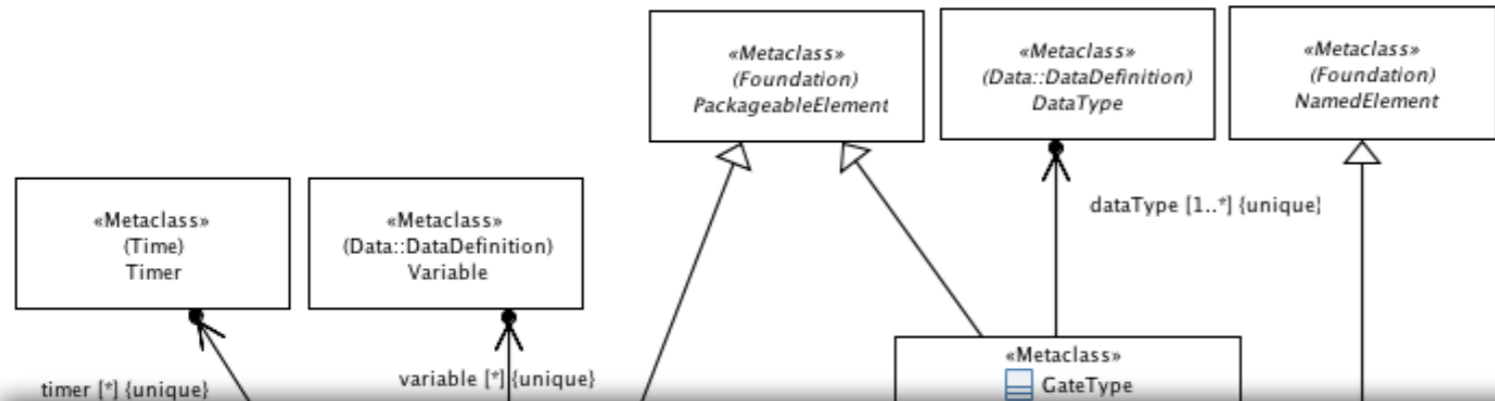 «Metaclass»
(Foundation)
PackageableElement
«Metaclass»
(Data::DataDefinition)
DataType
«Metaclass»
(Foundation)
NamedElement
«Metaclass»
(Time)
Timer
«Metaclass»
(Data::DataDefinition)
Variable
dataType [1..*] {unique}
timer [*] {unique}
variable [*] {unique}
«Metaclass»
GateType